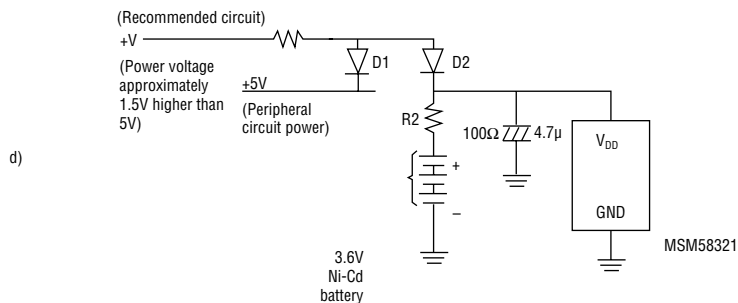 (Recommended circuit)
+V
(Power voltage
approximately
1.5V higher than
5V)
D1
D2
+5V
(Peripheral
circuit power)
R2
100Ω
4.7μ
V_DD
GND
d)
+
–
MSM58321
3.6V
Ni-Cd
battery